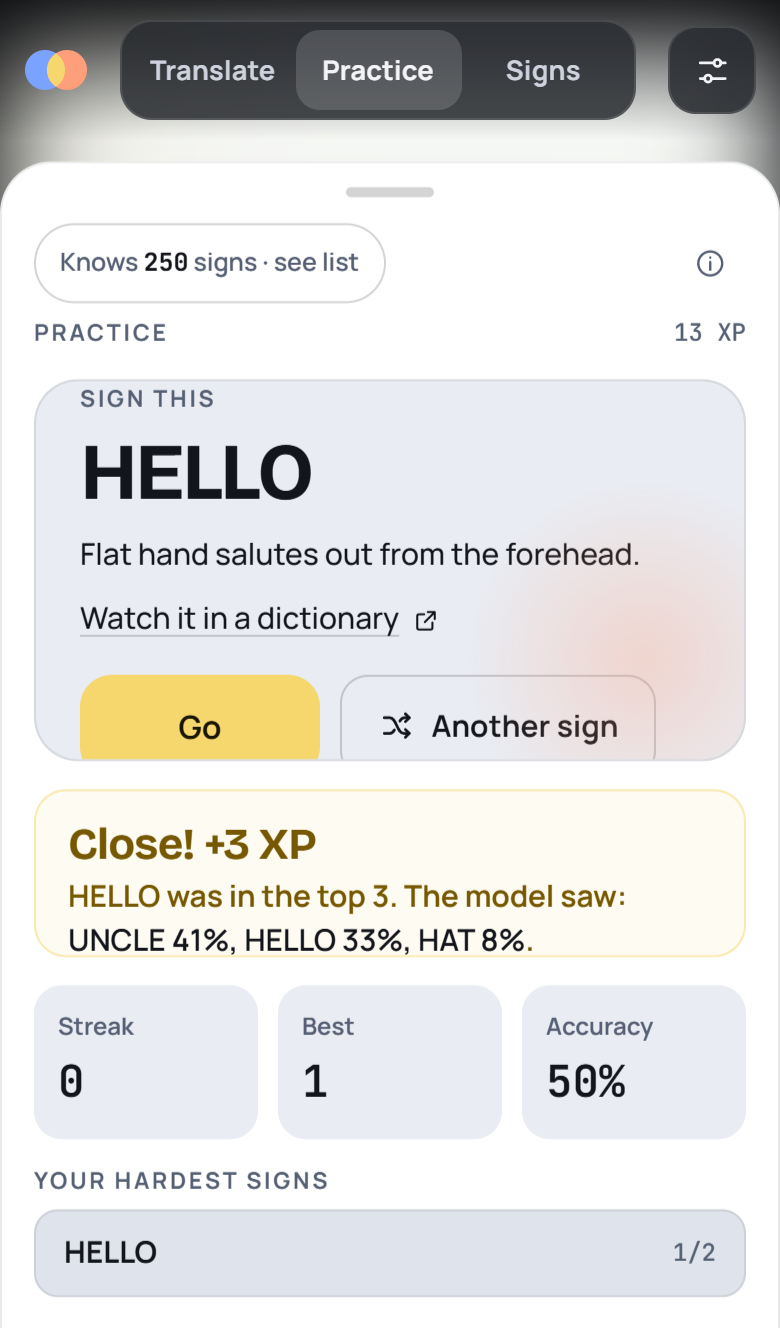 Translate Practice Signs
Knows 250 signs · see list
PRACTICE 13 XP
SIGN THIS
HELLO
Flat hand salutes out from the forehead.
Watch it in a dictionary
Go Another sign
Close! +3 XP
HELLO was in the top 3. The model saw:
UNCLE 41%, HELLO 33%, HAT 8%.
Streak Best Accuracy
0 1 50%
YOUR HARDEST SIGNS
HELLO 1/2